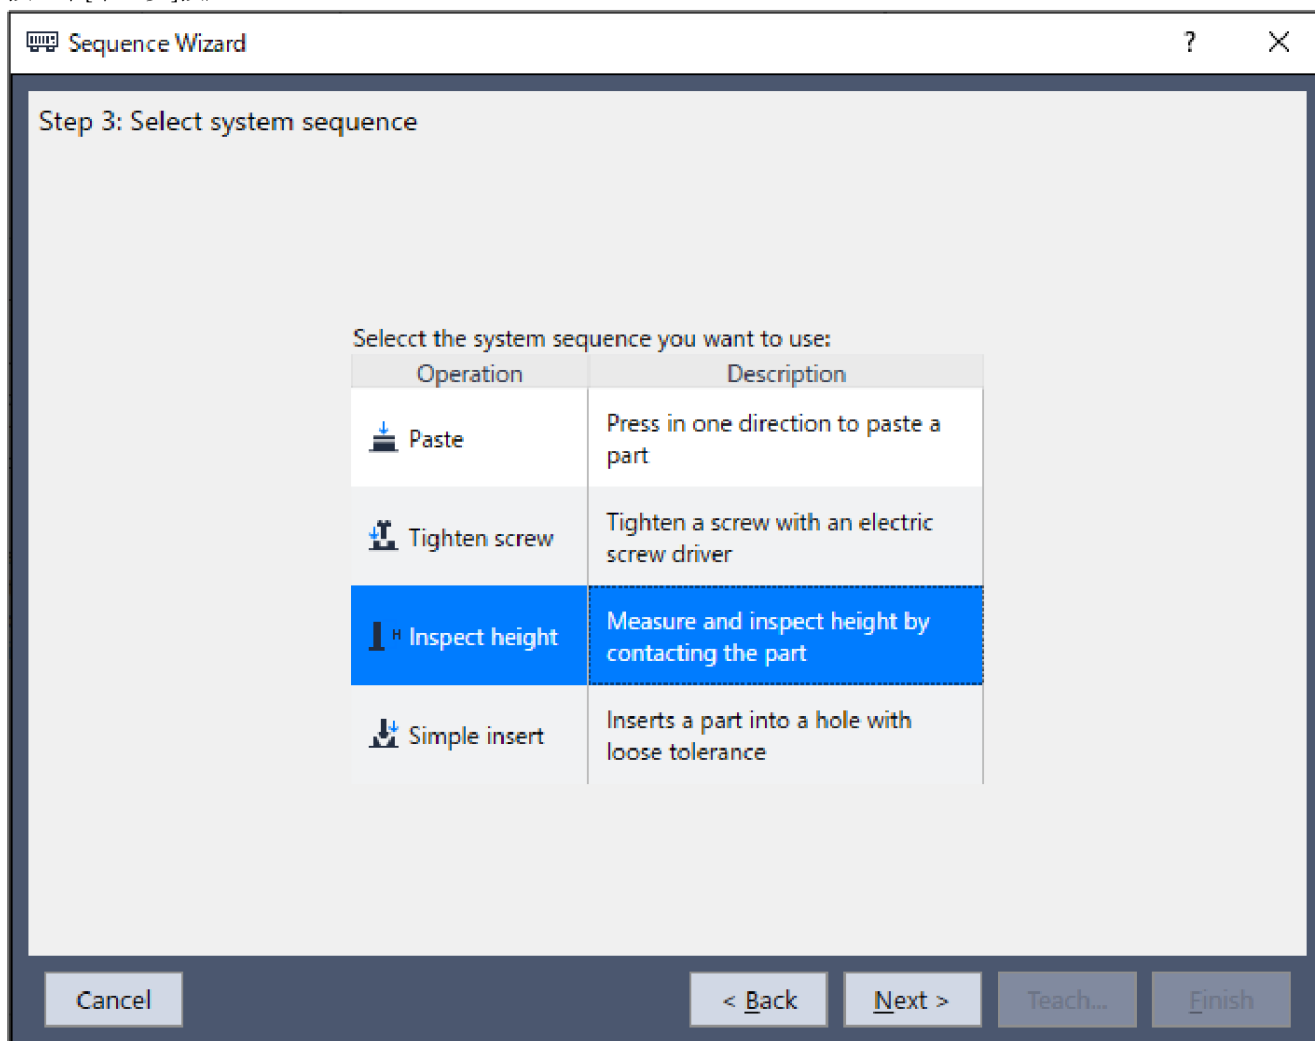 Sequence Wizard
Step 3: Select system sequence
Selecct the system sequence you want to use:
Operation Description
Paste Press in one direction to paste a
part
Tighten screw Tighten a screw with an electric
screw driver
H Inspect height Measure and inspect height by
contacting the part
Simple insert Inserts a part into a hole with
loose tolerance
Cancel < Back Next > Teach... Finish